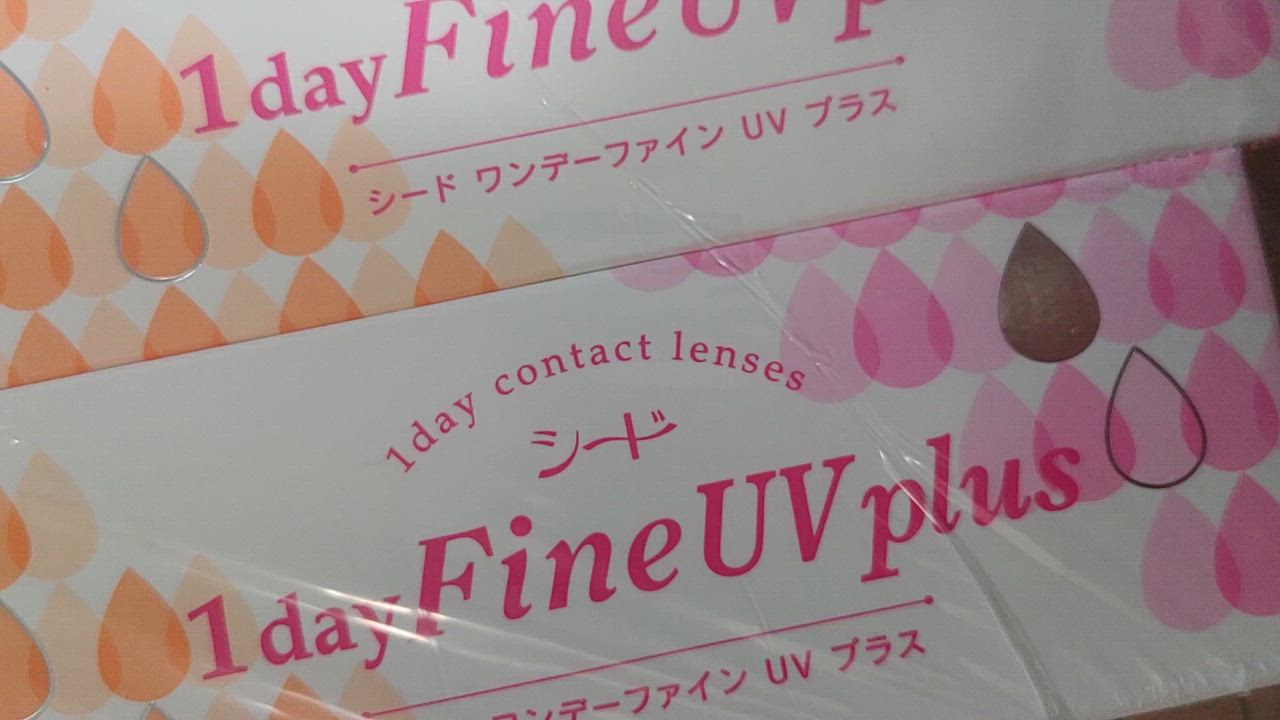 1day Fine UV p
シード ワンデーファイン UV プラス
1day contact lenses
シード
1day Fine UV plus
ワンデーファイン UV プラス